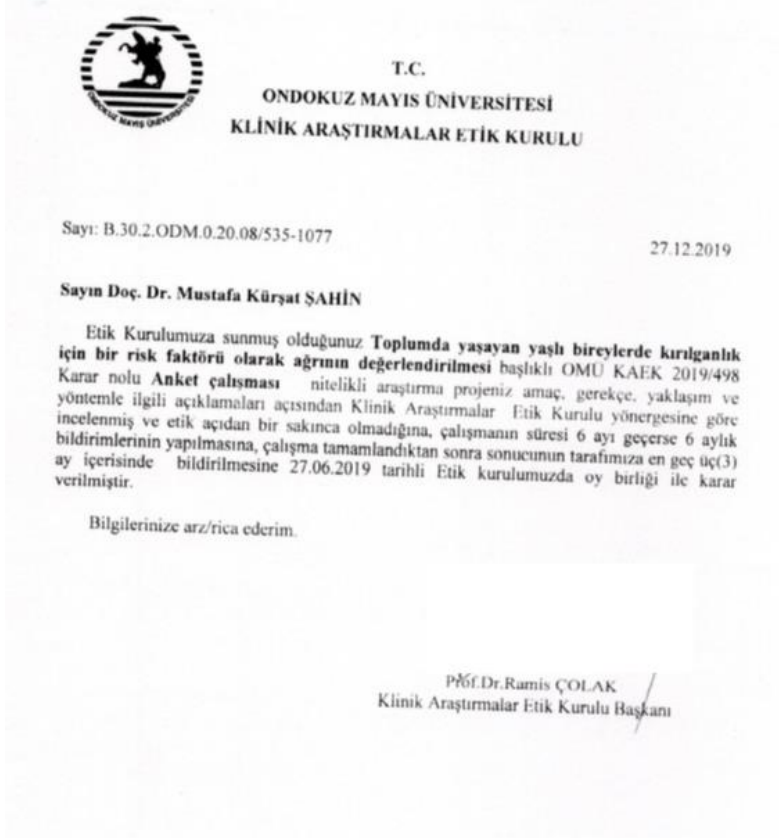 ONDOKUZ MAYIS ÜNİVERSİTESİ
T.C.
ONDOKUZ MAYIS ÜNİVERSİTESİ
KLİNİK ARAŞTIRMALAR ETİK KURULU
Sayı: B.30.2.ODM.0.20.08/535-1077
27.12.2019
Sayın Doç. Dr. Mustafa Kürşat ŞAHİN
Etik Kurulumuza sunmuş olduğunuz Toplumda yaşayan yaşlı bireylerde kırılganlık
için bir risk faktörü olarak ağrının değerlendirilmesi başlıklı OMÜ KAEK 2019/498
Karar nolu Anket çalışması nitelikli araştırma projeniz amaç, gerekçe, yaklaşım ve
yöntemle ilgili açıklamaları açısından Klinik Araştırmalar Etik Kurulu yönergesine göre
incelenmiş ve etik açıdan bir sakınca olmadığına, çalışmanın süresi 6 ayı geçerse 6 aylık
bildirimlerinin yapılmasına, çalışma tamamlandıktan sonra sonucunun tarafımıza en geç üç(3)
ay içerisinde bildirilmesine 27.06.2019 tarihli Etik kurulumuzda oy birliği ile karar
verilmiştir.
Bilgilerinize arz/rica ederim.
Prof.Dr.Ramis ÇOLAK
Klinik Araştırmalar Etik Kurulu Başkanı